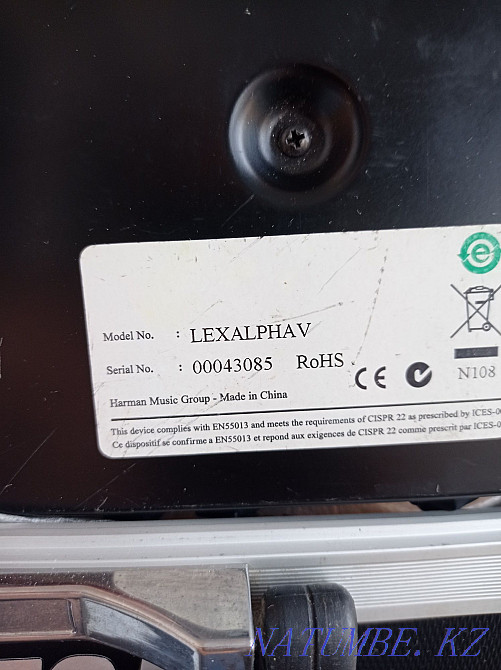 Model No. : LEXALPHAV
Serial No. : 00043085 RoHS
N108
Harman Music Group - Made in China
This device complies with EN55013 and meets the requirements of CISPR 22 as prescribed by ICES-0
Ce dispositif se confirme a EN55013 et repond aux exigences de CISPR 22 comme prescrit par ICES-0
NATUMBE.KZ